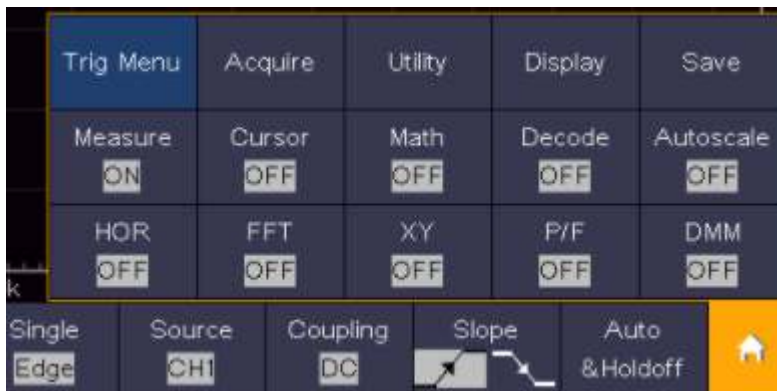 Trig Menu Acquire Utility Display Save
Measure Cursor Math Decode Autoscale
ON OFF OFF OFF OFF
HOR FFT XY P/F DMM
OFF OFF OFF OFF OFF
k
Single Source Coupling Slope Auto
Edge CH1 DC &Holdoff